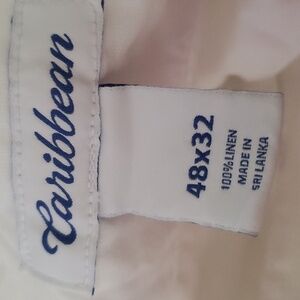 Caribbean
48x32
100% LINEN
MADE IN
SRI LANKA